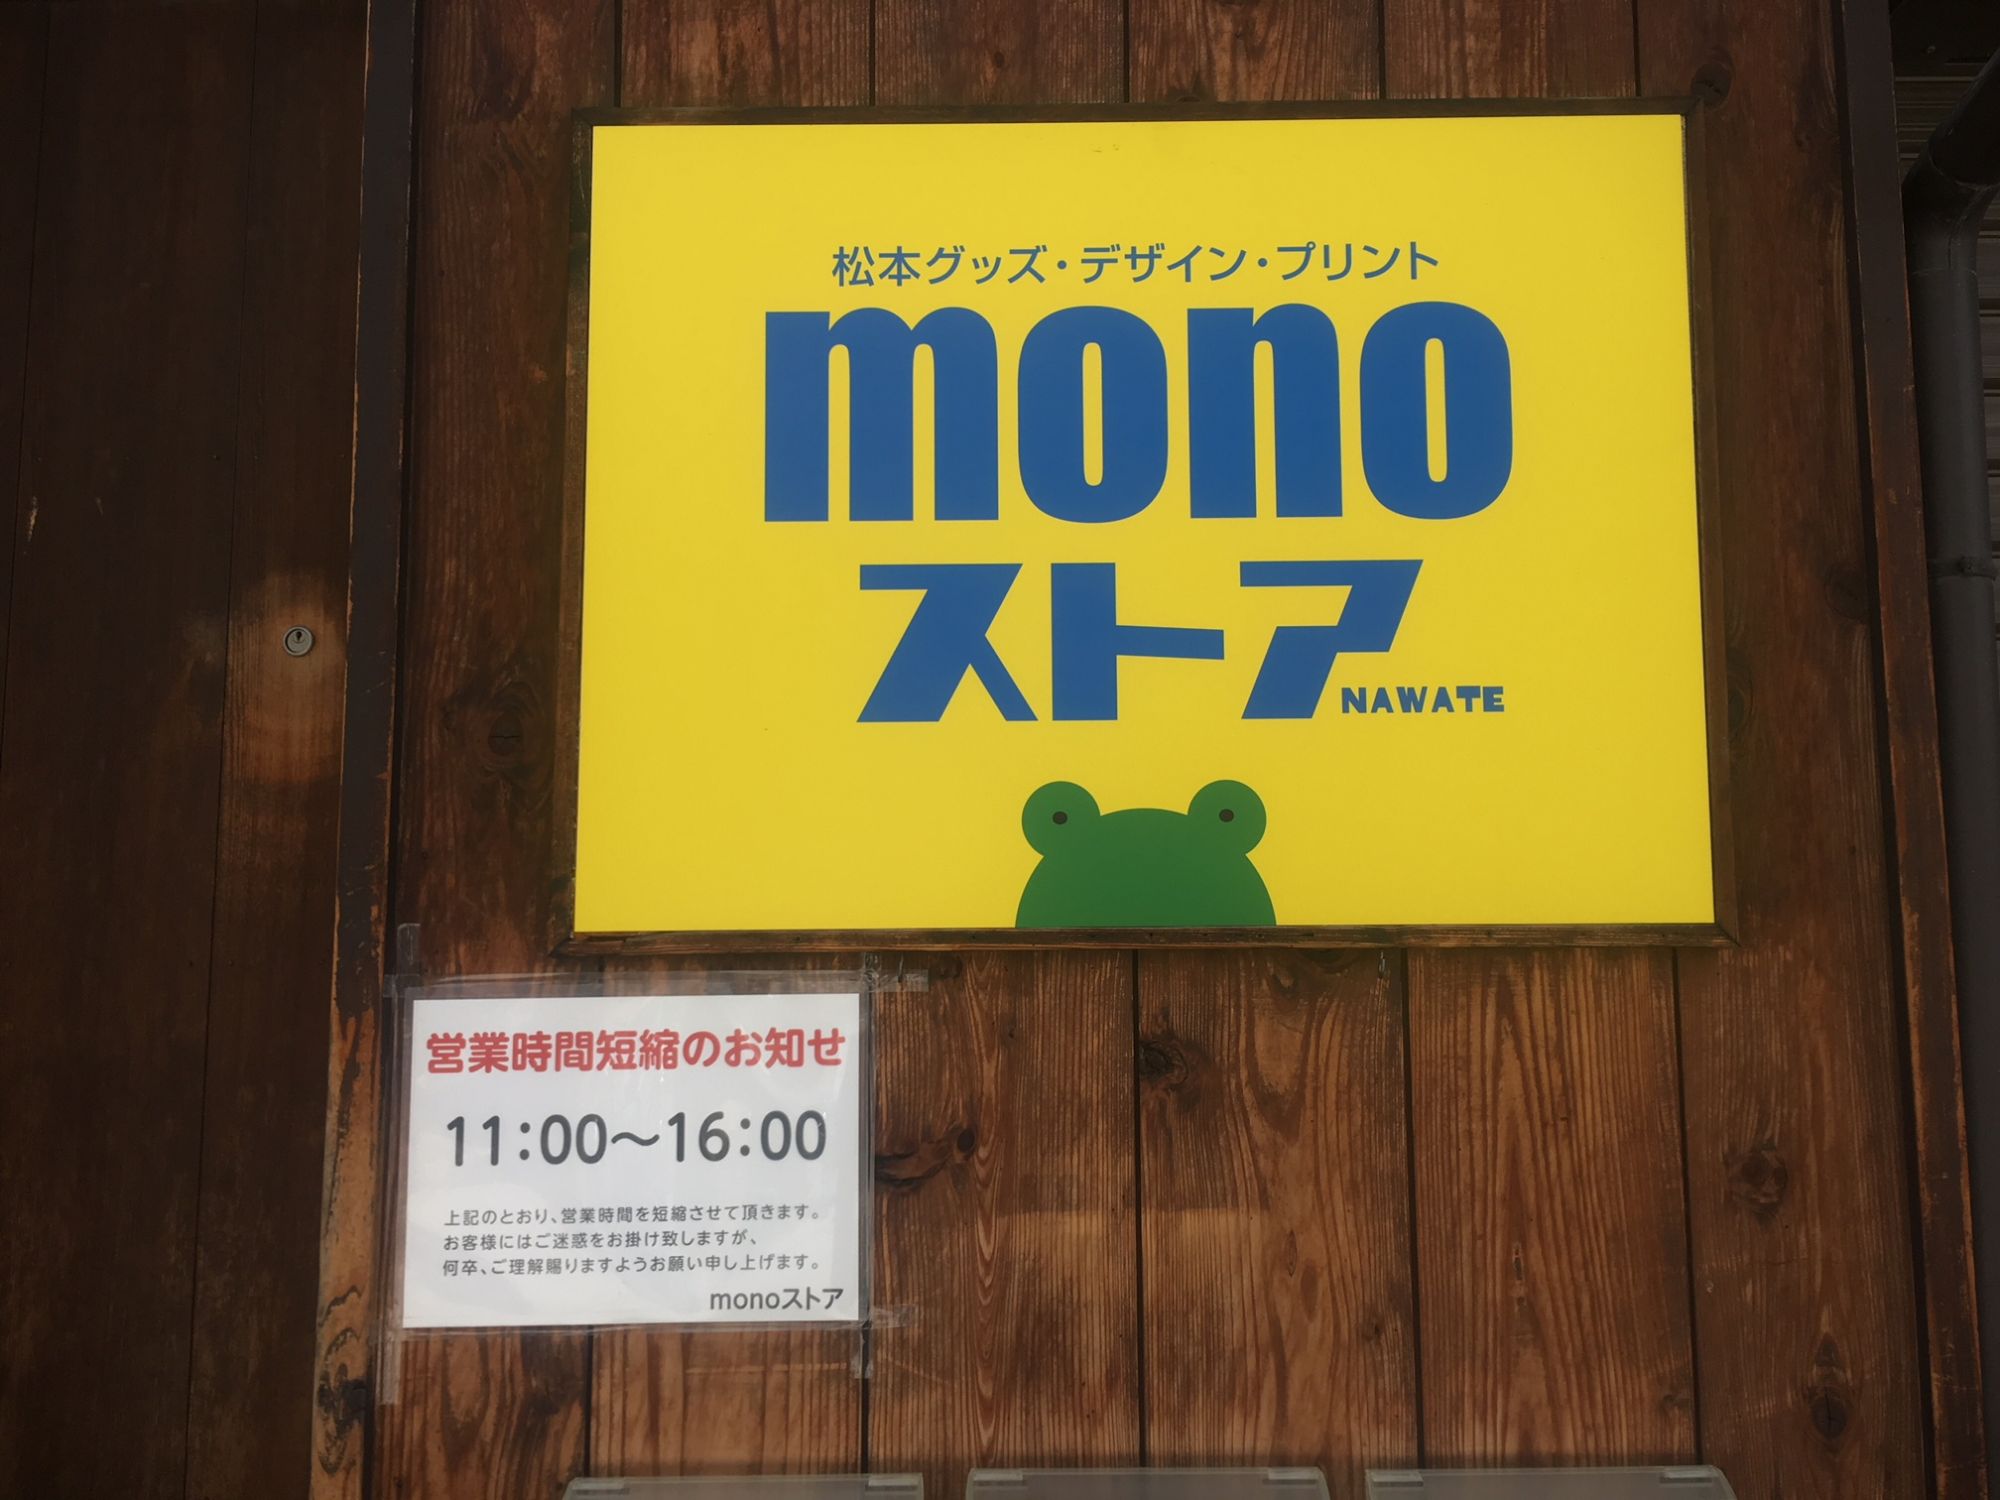 松本グッズ・デザイン・プリント
mono
ストア
NAWATE
営業時間短縮のお知せ
11:00〜16:00
上記のとおり、営業時間を短縮させて頂きます。
お客様にはご迷惑をお掛け致しますが、
何卒、ご理解賜りますようお願い申し上げます。
monoストア